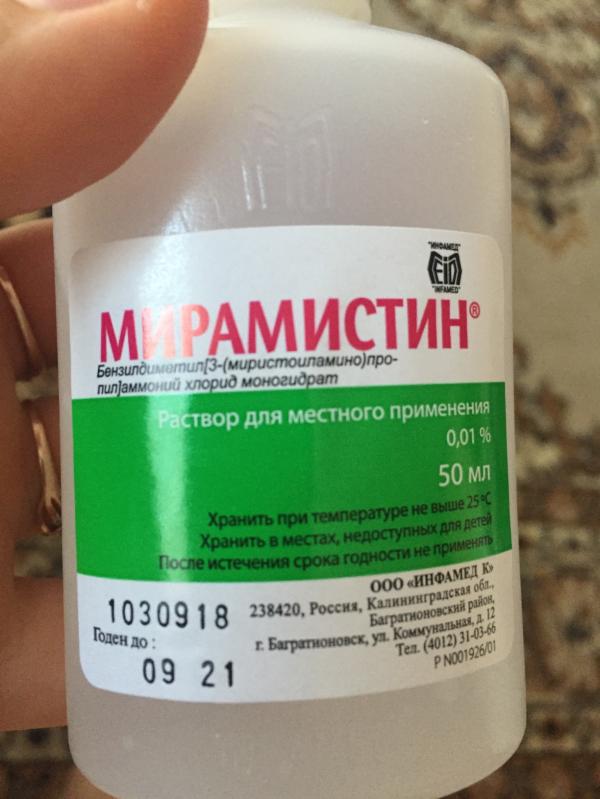 "ИНФАМЕД"
"INFAMED"
МИРАМИСТИН®
Бензилдиметил[3-(миристоиламино)про-
пил]аммоний хлорид моногидрат
Раствор для местного применения
0,01 %
50 мл
Хранить при температуре не выше 25 ºС
Хранить в местах, недоступных для детей
После истечения срока годности не применять
ООО «ИНФАМЕД К»
238420, Россия, Калининградская обл.,
Багратионовский район,
г. Багратионовск, ул. Коммунальная, д. 12
Тел. (4012) 31-03-66
Р N001926/01
1030918
Годен до :
09 21